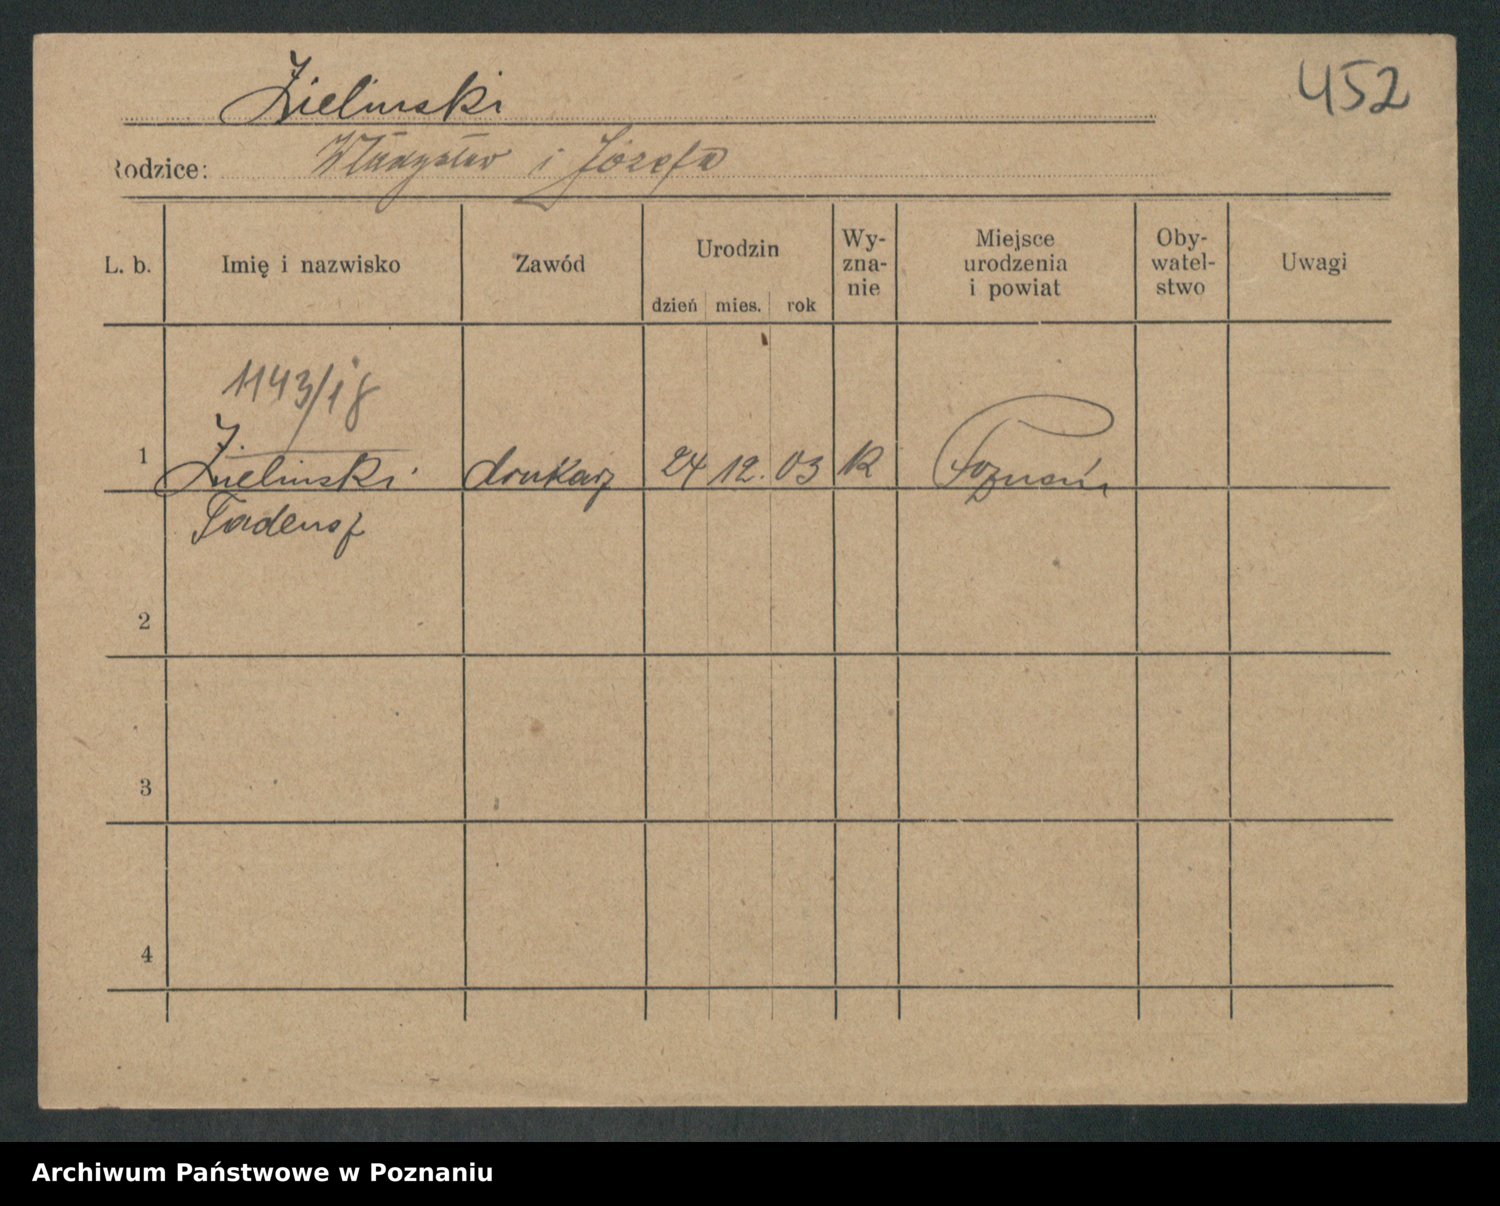 Zielinski
452
Rodzice: Władysław i Józefa
L. b. Imię i nazwisko Zawód Urodzin dzień mies. rok Wy-zna-nie Miejsce urodzenia i powiat Oby-watel-stwo Uwagi
1143/18
1 Zielinski drukarz 24 12. 03 R Poznań
Tadeusz
2
3
4
Archiwum Państwowe w Poznaniu